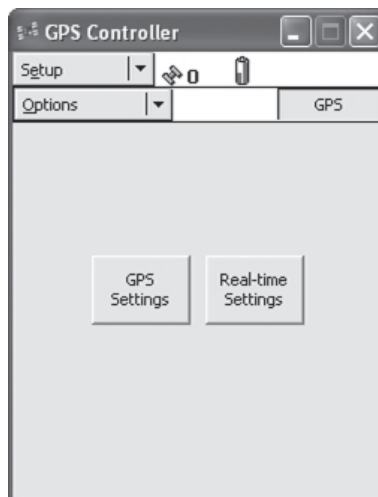 GPS Controller
Setup
0
Options
GPS
GPS
Settings
Real-time
Settings